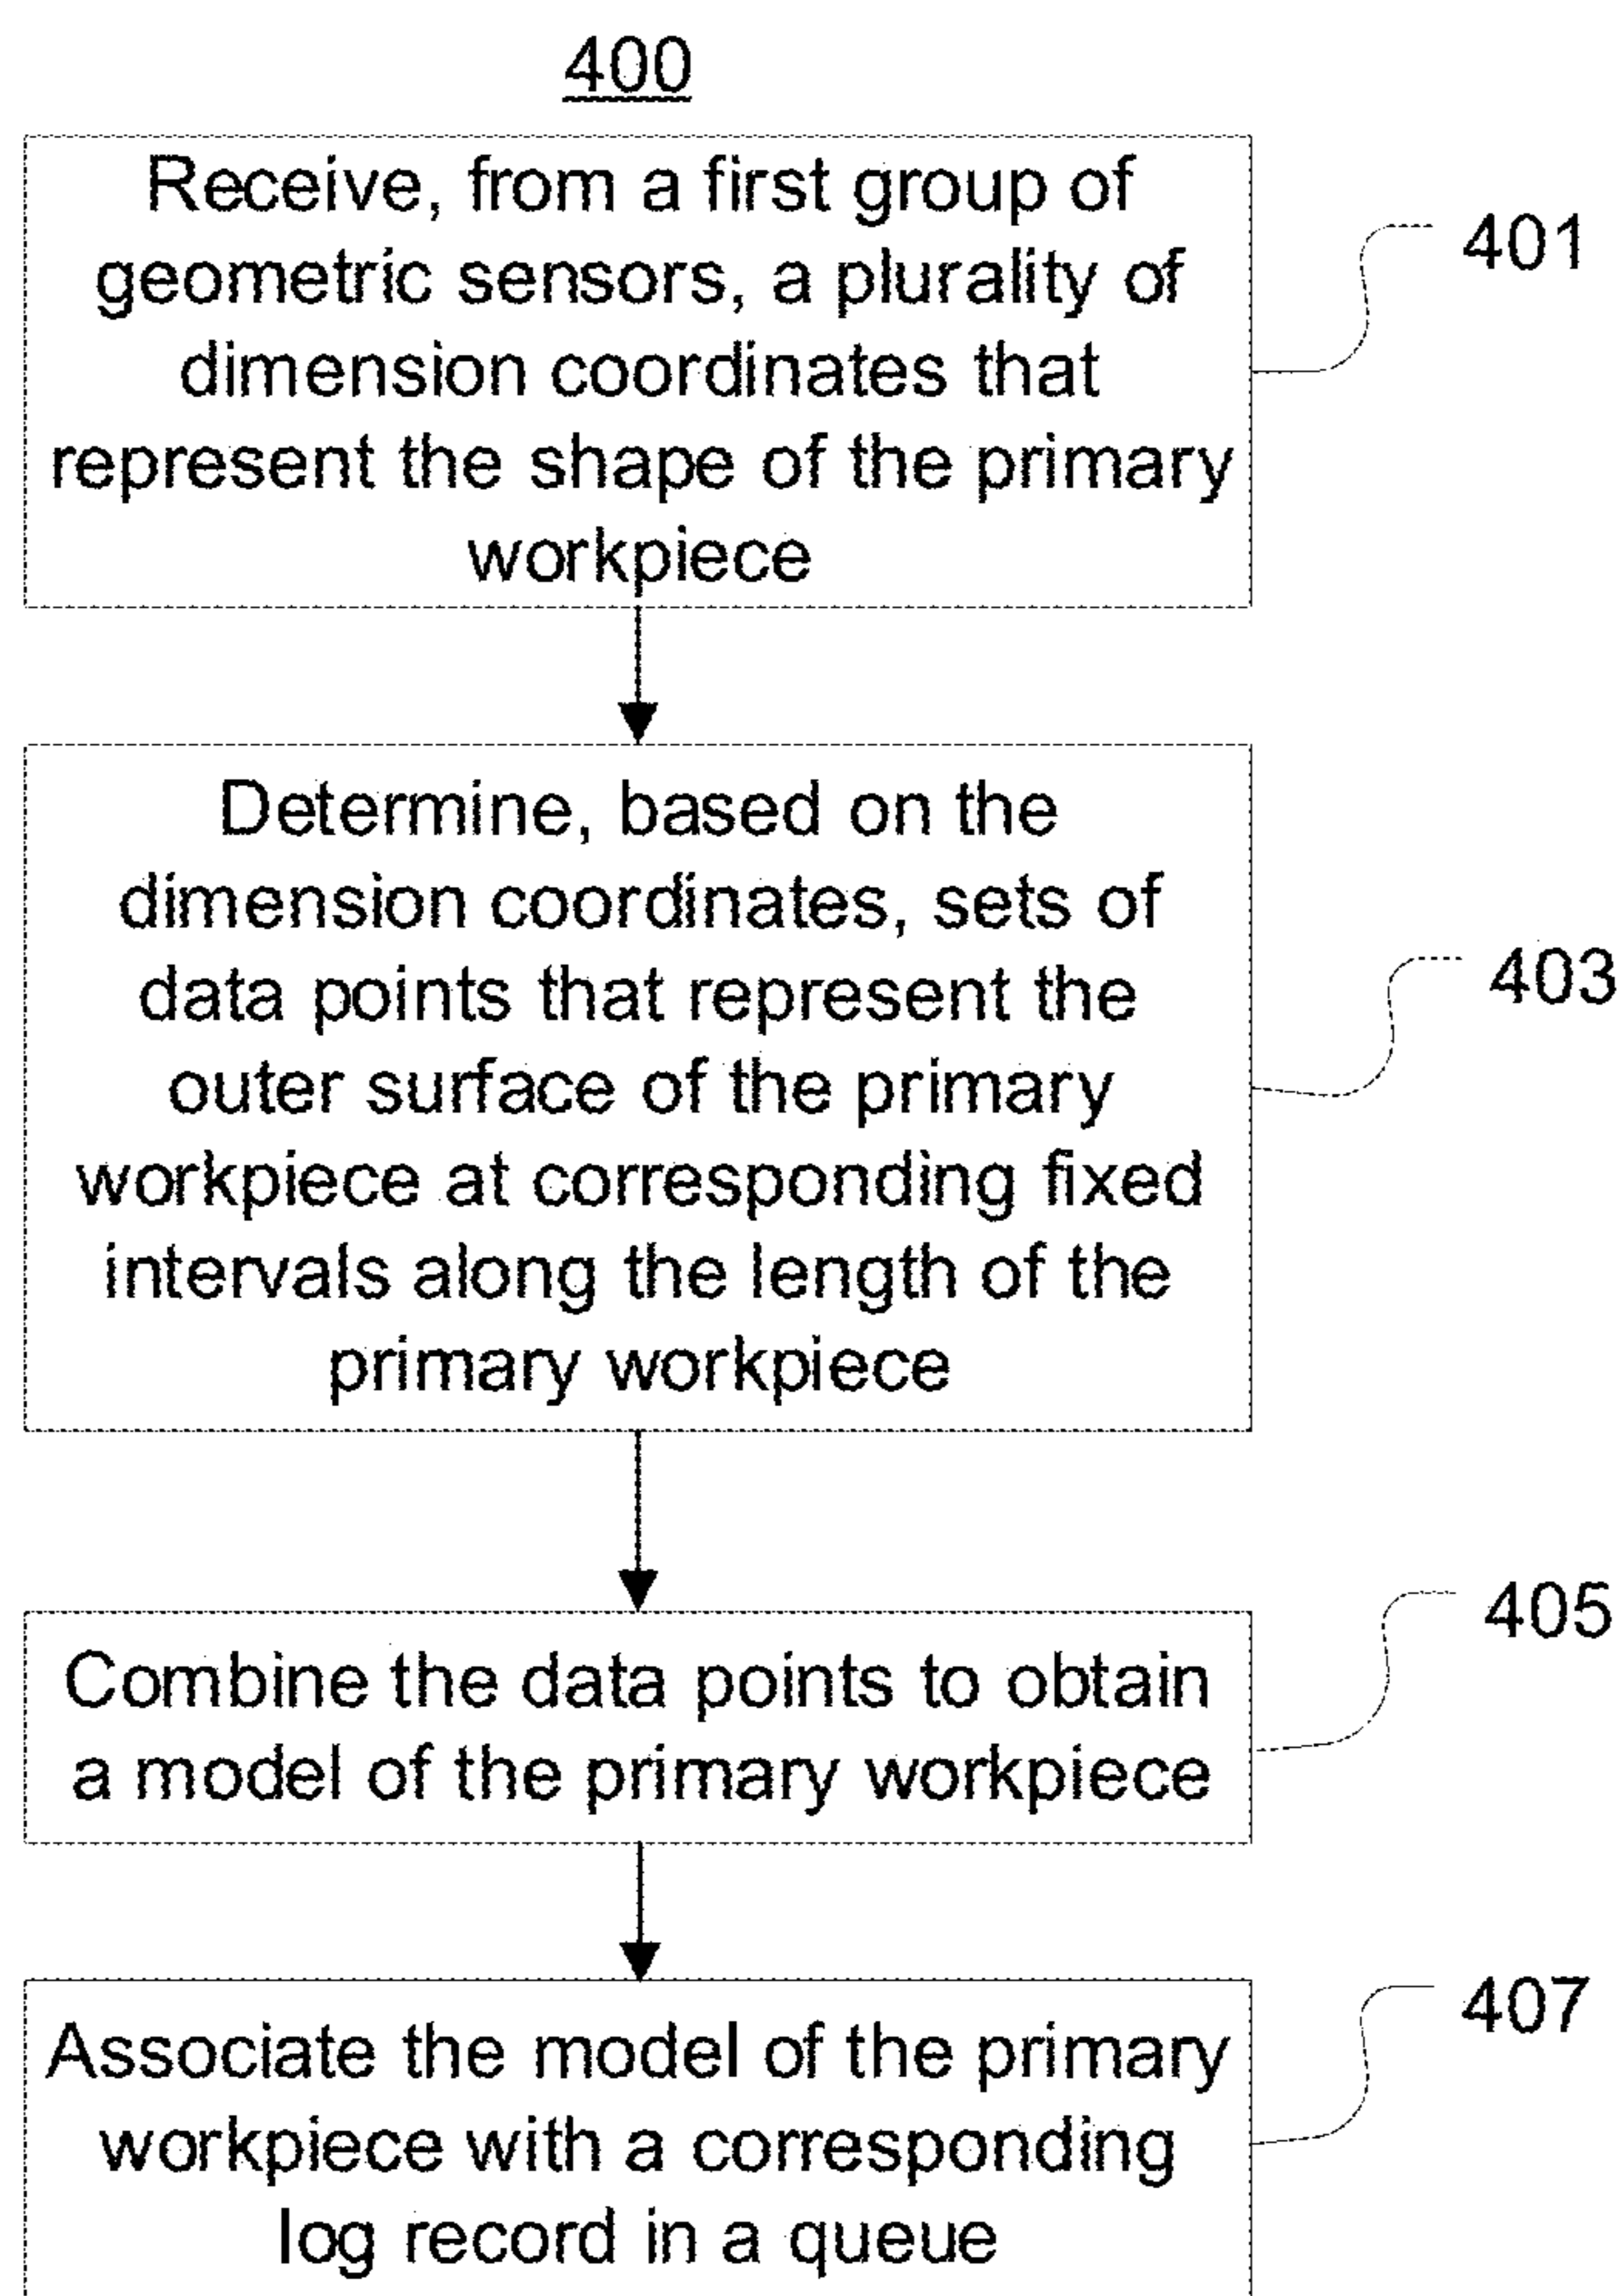 400
Receive, from a first group of
geometric sensors, a plurality of
dimension coordinates that
represent the shape of the primary
workpiece
401
Determine, based on the
dimension coordinates, sets of
data points that represent the
outer surface of the primary
workpiece at corresponding fixed
intervals along the length of the
primary workpiece
403
Combine the data points to obtain
a model of the primary workpiece
405
Associate the model of the primary
workpiece with a corresponding
log record in a queue
407